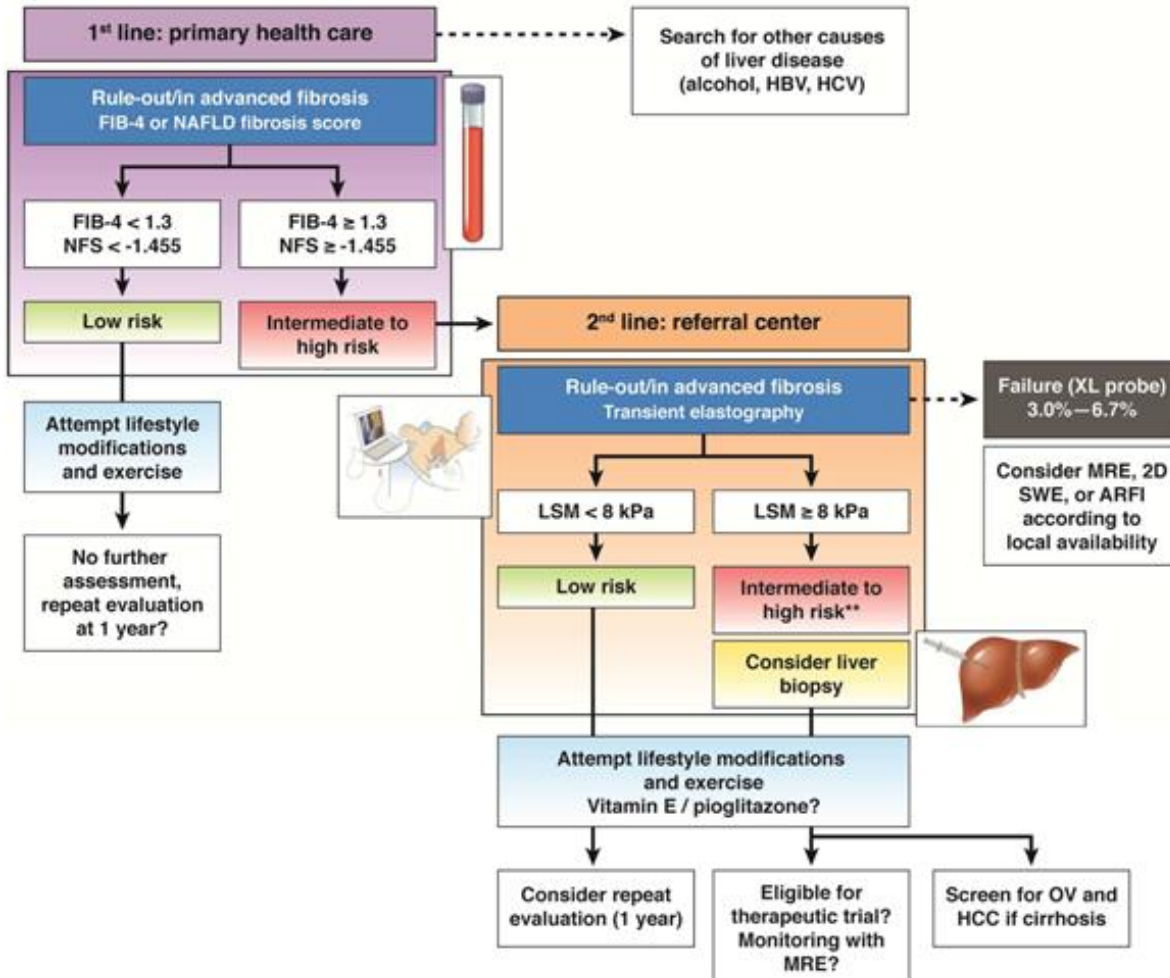 1st line: primary health care
Search for other causes
of liver disease
(alcohol, HBV, HCV)
Rule-out/in advanced fibrosis
FIB-4 or NAFLD fibrosis score
FIB-4 < 1.3
NFS < -1.455
FIB-4 ≥ 1.3
NFS ≥ -1.455
Low risk
Intermediate to
high risk
Attempt lifestyle
modifications
and exercise
No further
assessment,
repeat evaluation
at 1 year?
2nd line: referral center
Rule-out/in advanced fibrosis
Transient elastography
Failure (XL probe)
3.0%—6.7%
Consider MRE, 2D
SWE, or ARFI
according to
local availability
LSM < 8 kPa
LSM ≥ 8 kPa
Low risk
Intermediate to
high risk**
Consider liver
biopsy
Attempt lifestyle modifications
and exercise
Vitamin E / pioglitazone?
Consider repeat
evaluation (1 year)
Eligible for
therapeutic trial?
Monitoring with
MRE?
Screen for OV and
HCC if cirrhosis